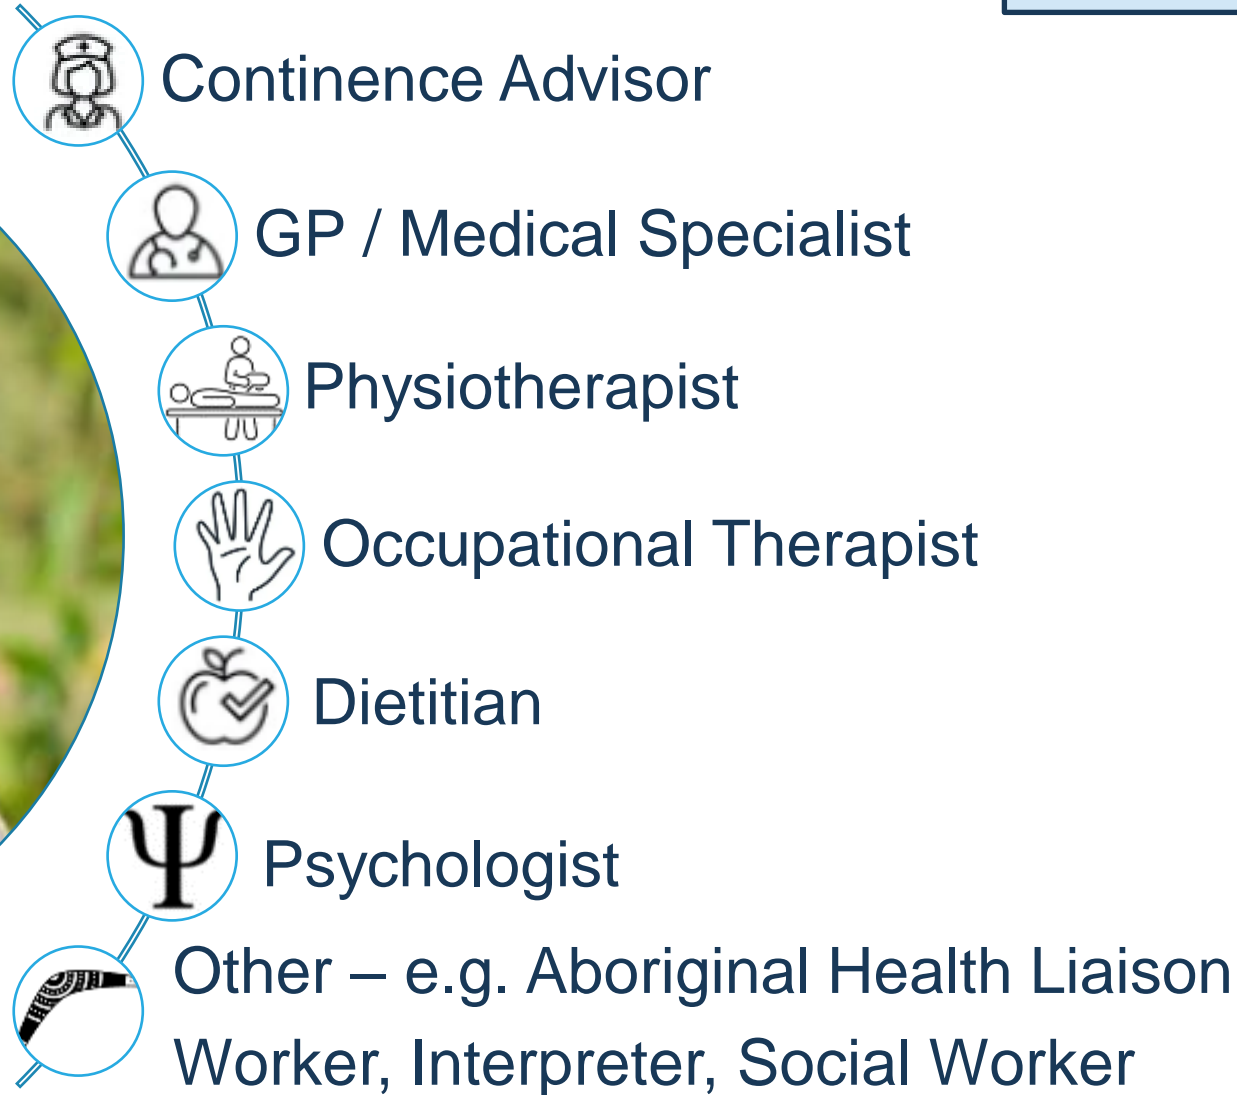 Continence Advisor
GP / Medical Specialist
Physiotherapist
Occupational Therapist
Dietitian
Psychologist
Other – e.g. Aboriginal Health Liaison
Worker, Interpreter, Social Worker